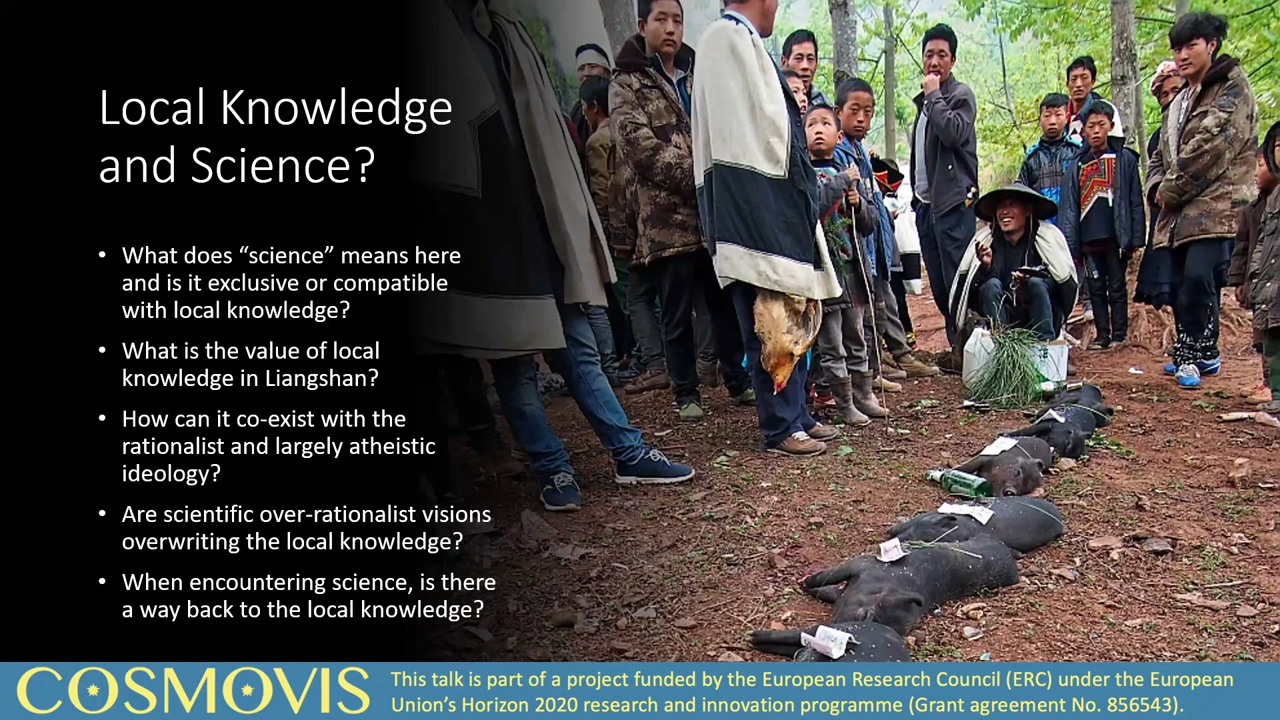 Local Knowledge
and Science?
• What does “science” means here
and is it exclusive or compatible
with local knowledge?
• What is the value of local
knowledge in Liangshan?
• How can it co-exist with the
rationalist and largely atheistic
ideology?
• Are scientific over-rationalist visions
overwriting the local knowledge?
• When encountering science, is there
a way back to the local knowledge?
COSMOVIS
This talk is part of a project funded by the European Research Council (ERC) under the European
Union’s Horizon 2020 research and innovation programme (Grant agreement No. 856543).